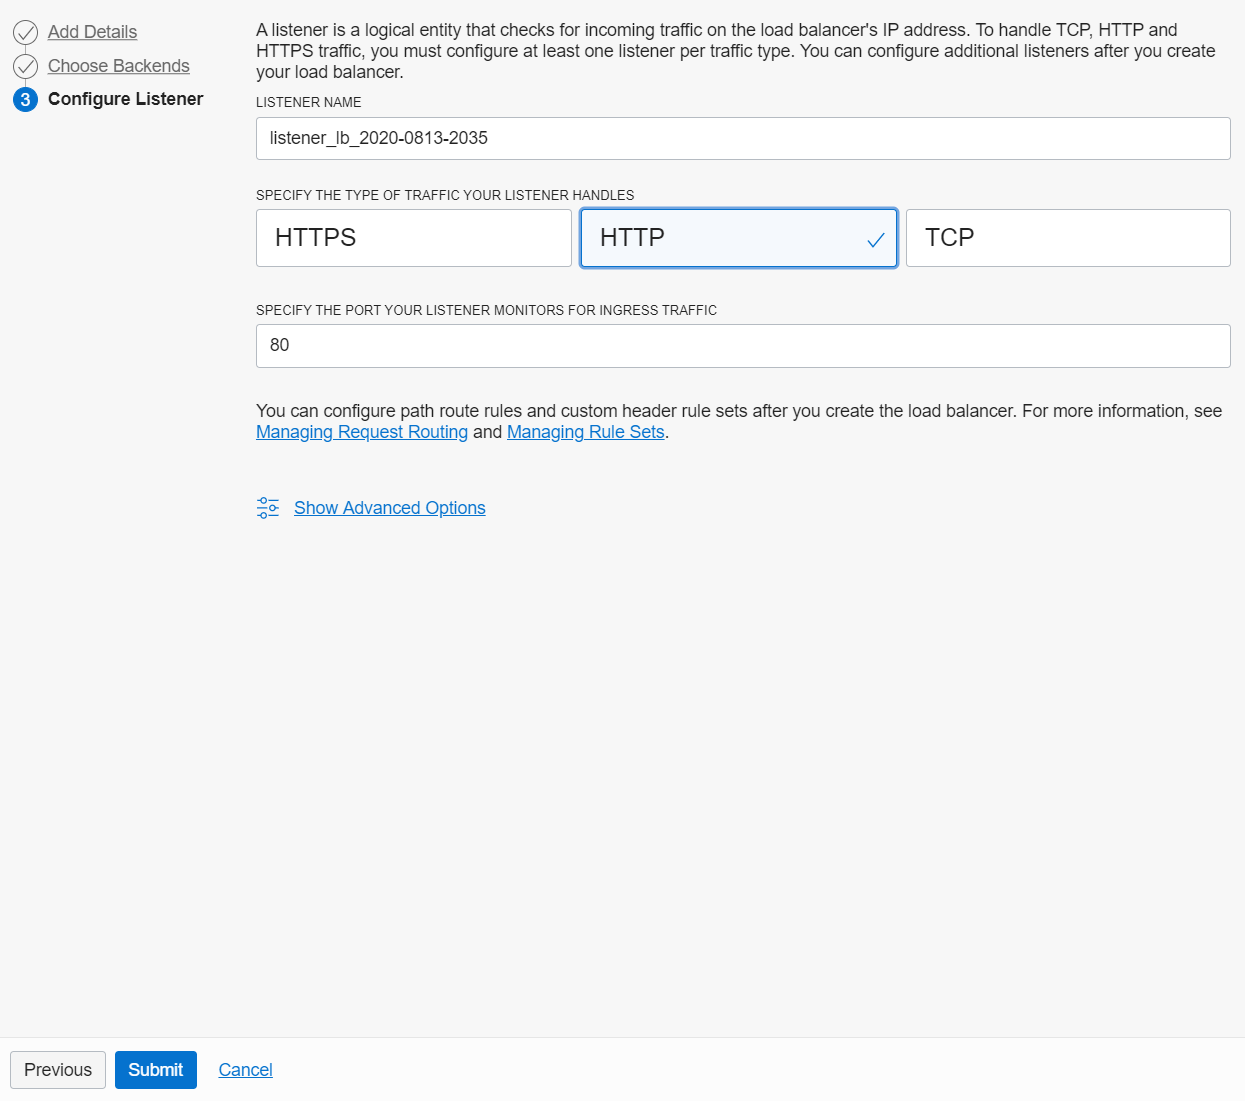 Add Details
Choose Backends
3 Configure Listener
A listener is a logical entity that checks for incoming traffic on the load balancer's IP address. To handle TCP, HTTP and
HTTPS traffic, you must configure at least one listener per traffic type. You can configure additional listeners after you create
your load balancer.
LISTENER NAME
listener_lb_2020-0813-2035
SPECIFY THE TYPE OF TRAFFIC YOUR LISTENER HANDLES
HTTPS HTTP TCP
SPECIFY THE PORT YOUR LISTENER MONITORS FOR INGRESS TRAFFIC
80
You can configure path route rules and custom header rule sets after you create the load balancer. For more information, see
Managing Request Routing and Managing Rule Sets.
Show Advanced Options
Previous Submit Cancel